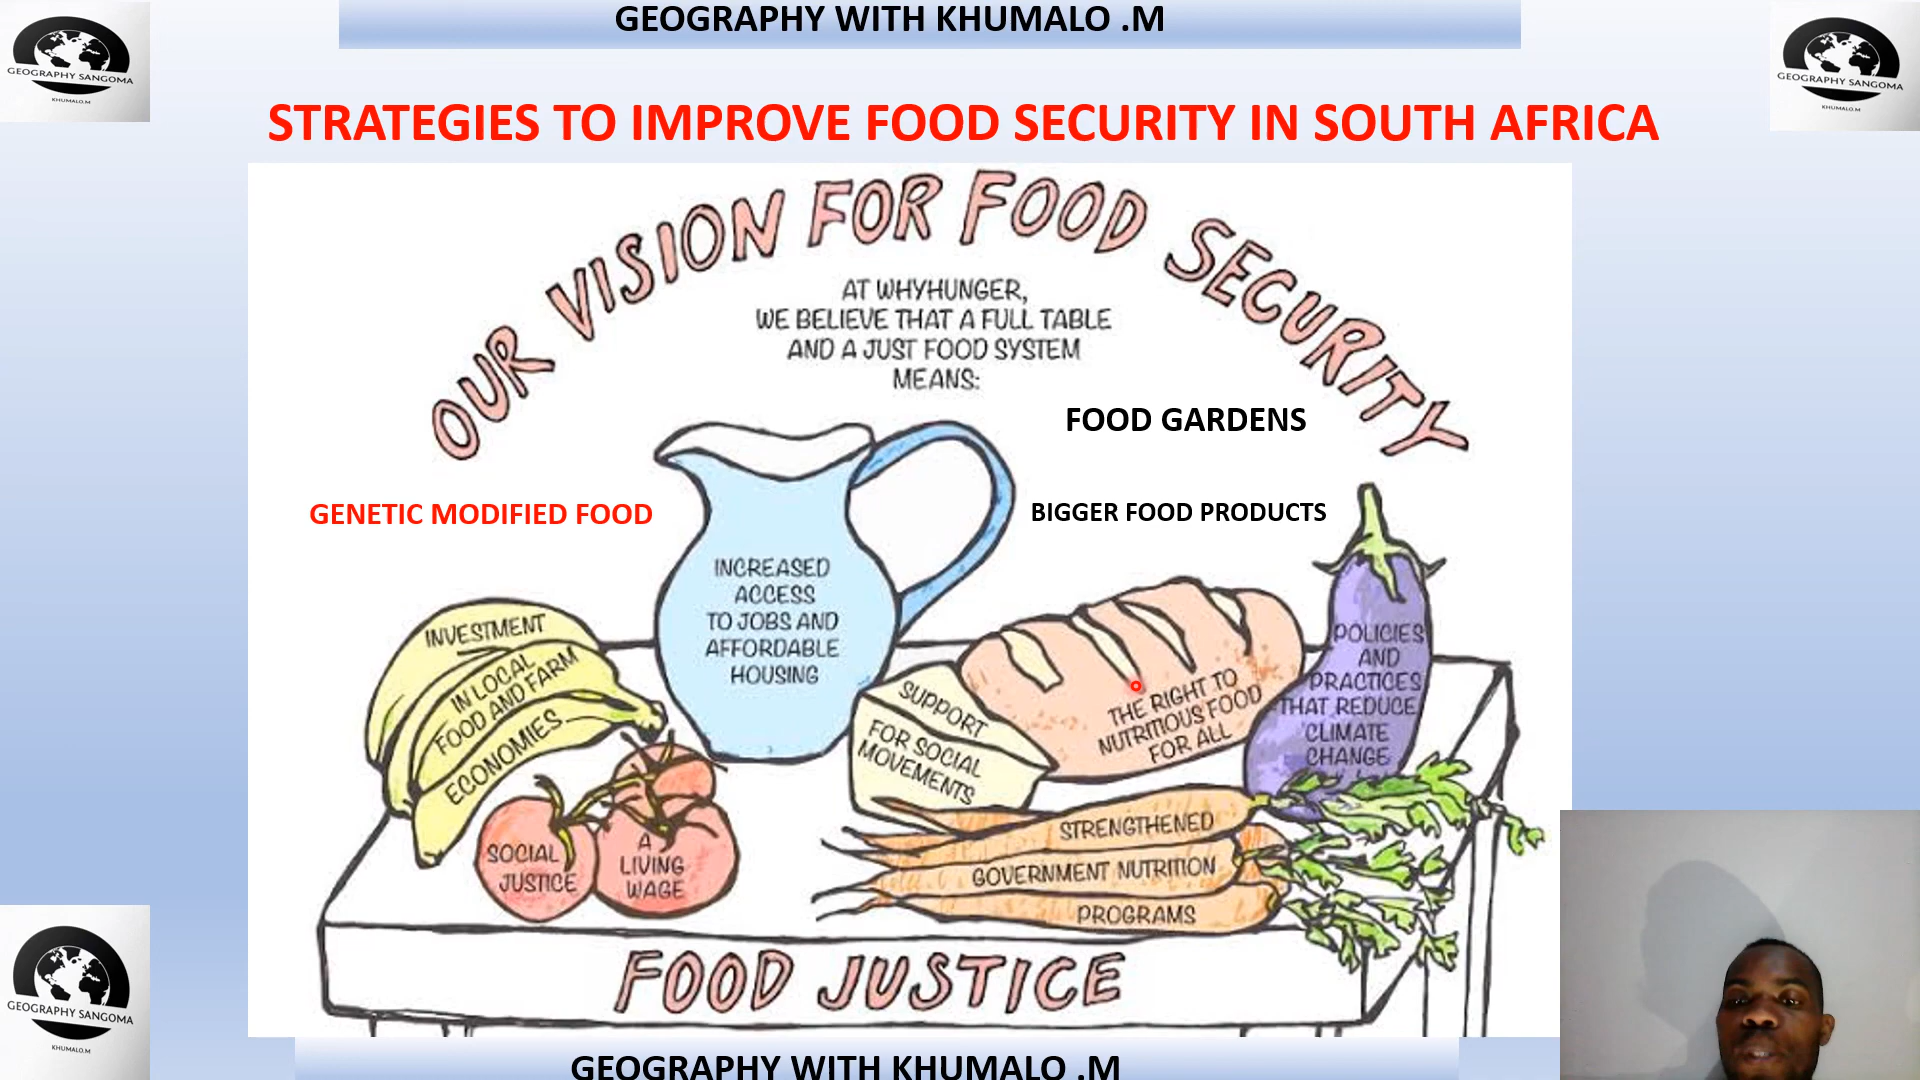 GEOGRAPHY WITH KHUMALO .M
GEOGRAPHY SANGOMA
KHUMALO.M
GEOGRAPHY SANGOMA
KHUMALO.M
STRATEGIES TO IMPROVE FOOD SECURITY IN SOUTH AFRICA
OUR VISION FOR FOOD SECURITY
AT WHYHUNGER,
WE BELIEVE THAT A FULL TABLE
AND A JUST FOOD SYSTEM
MEANS:
FOOD GARDENS
GENETIC MODIFIED FOOD
BIGGER FOOD PRODUCTS
INCREASED
ACCESS
TO JOBS AND
AFFORDABLE
HOUSING
INVESTMENT
IN LOCAL
FOOD AND FARM
ECONOMIES
SUPPORT
FOR SOCIAL
MOVEMENTS
THE RIGHT TO
NUTRITIOUS FOOD
FOR ALL
POLICIES
AND
PRACTICES
THAT REDUCE
CLIMATE
CHANGE
SOCIAL
JUSTICE
A
LIVING
WAGE
STRENGTHENED
GOVERNMENT NUTRITION
PROGRAMS
FOOD JUSTICE
GEOGRAPHY SANGOMA
KHUMALO.M
GEOGRAPHY WITH KHUMALO .M